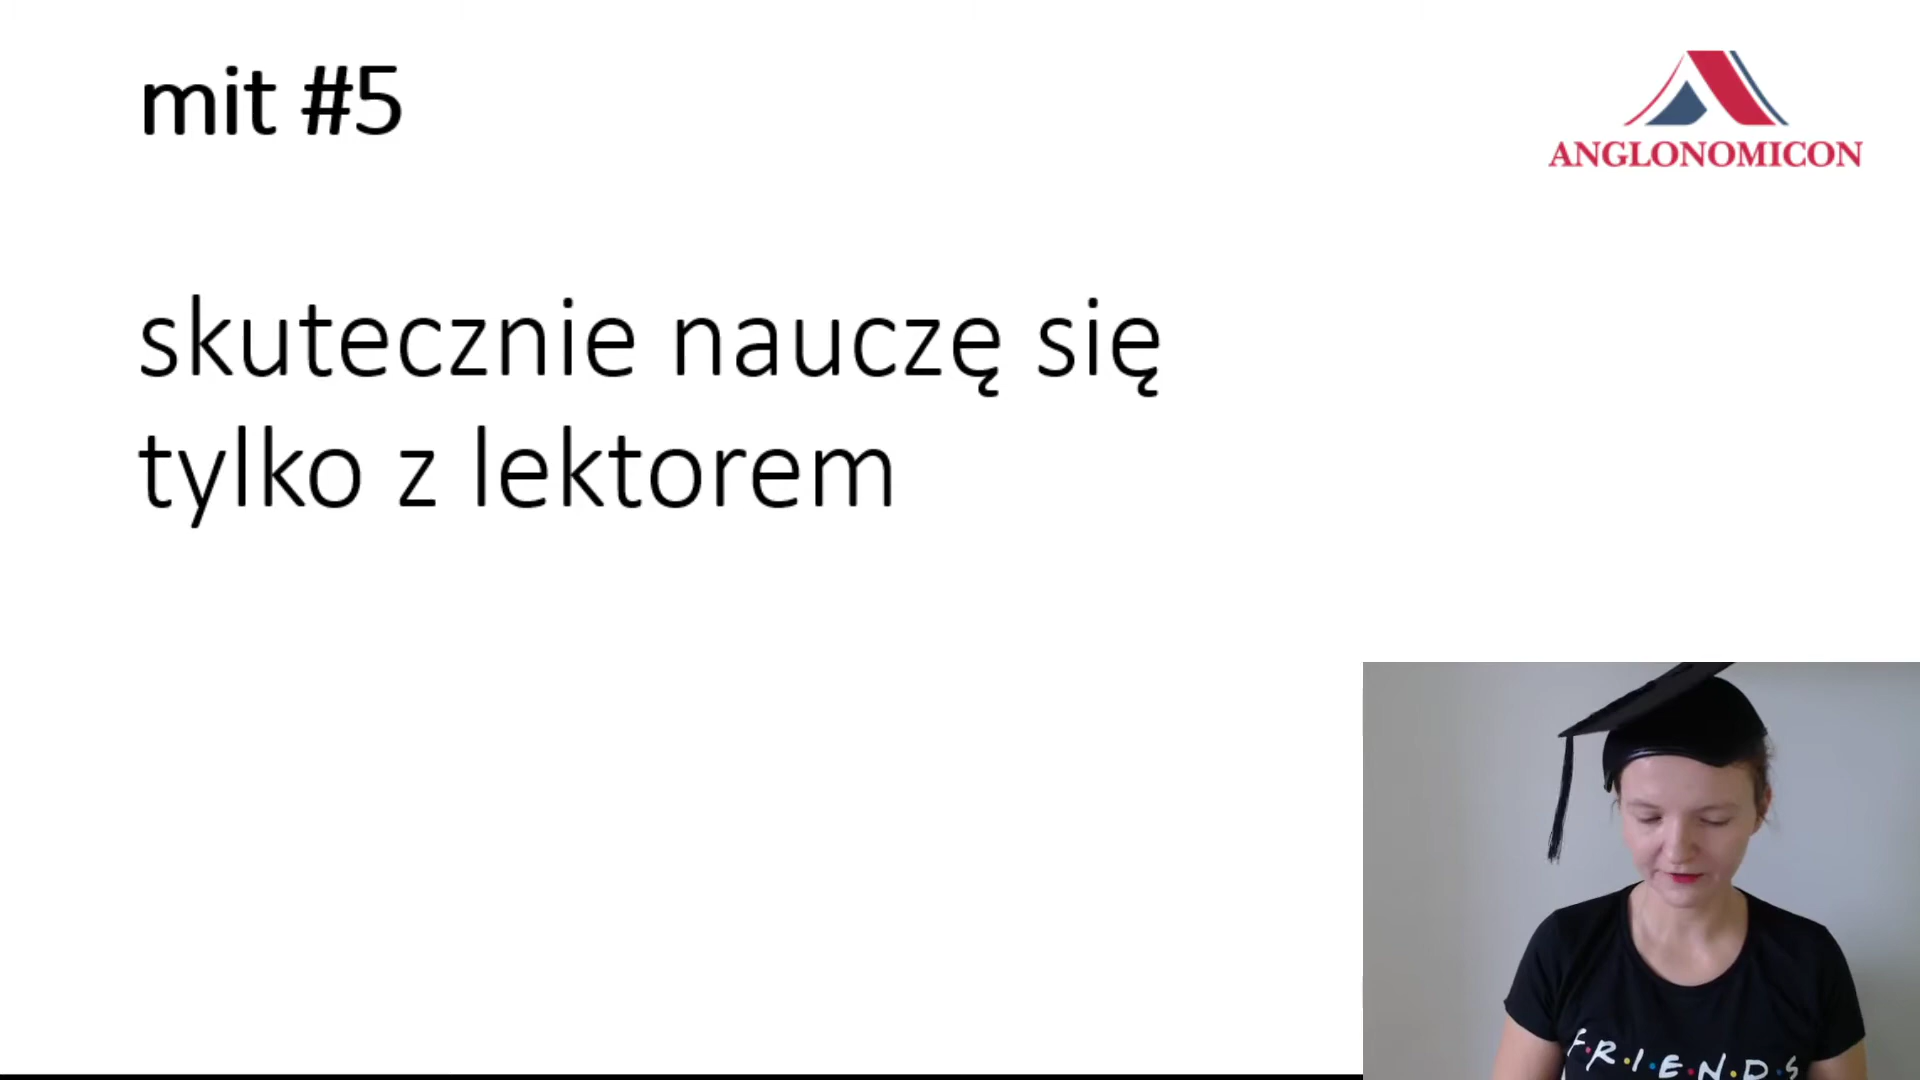 mit #5
ANGLONOMICON
skutecznie nauczę się
tylko z lektorem
F.R.I.E.N.D.S